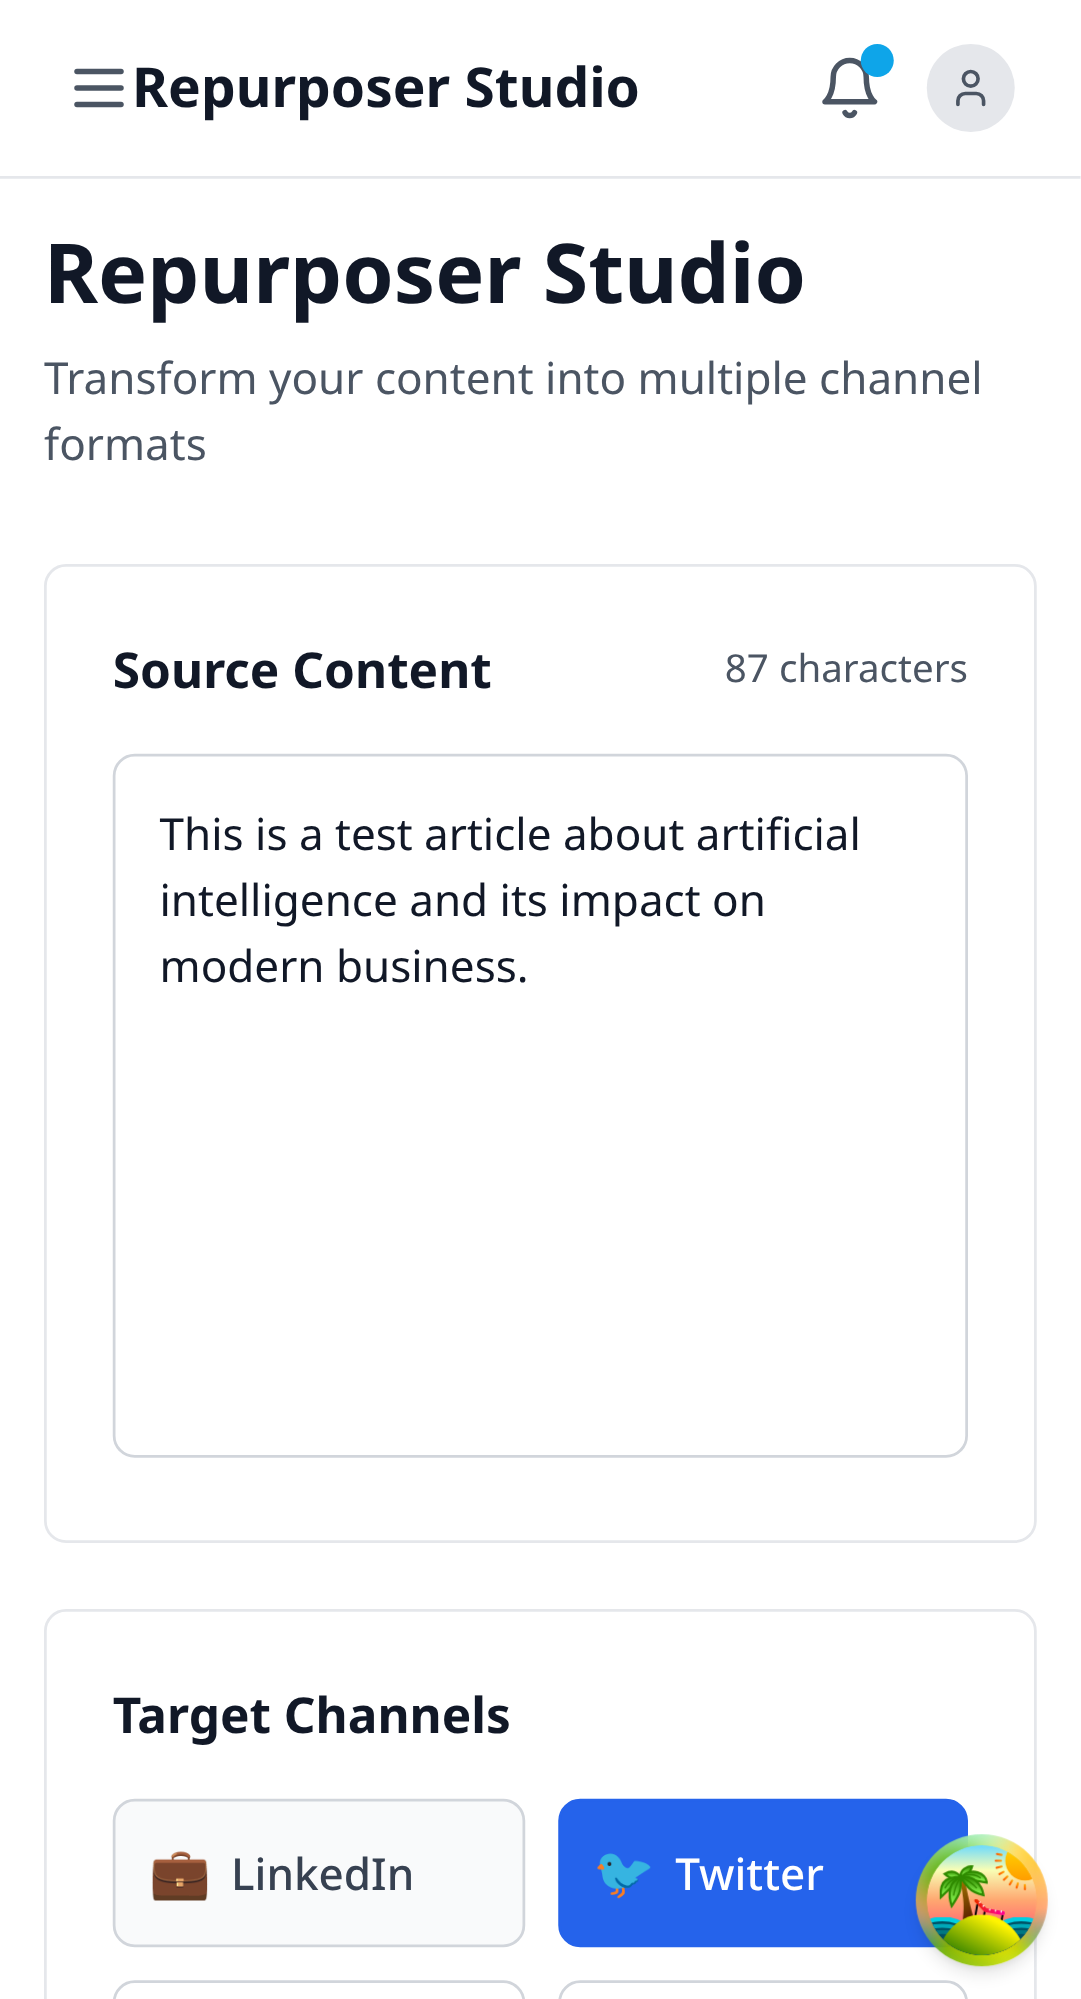 Repurposer Studio
Repurposer Studio
Transform your content into multiple channel
formats
Source Content
87 characters
This is a test article about artificial
intelligence and its impact on
modern business.
Target Channels
LinkedIn
Twitter